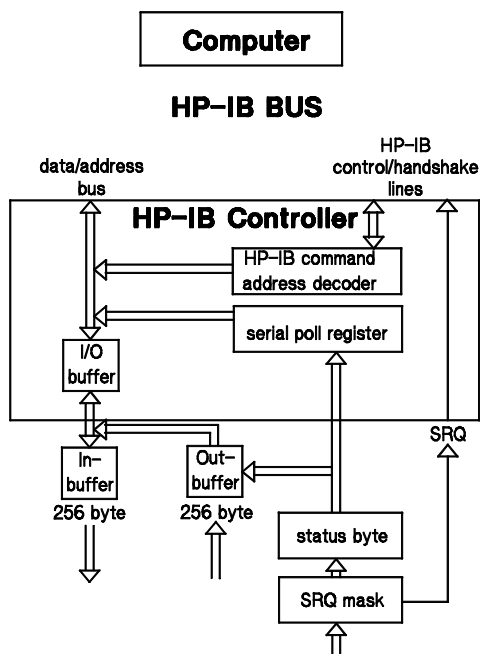 Computer
HP-IB BUS
data/address
bus
HP-IB
control/handshake
lines
HP-IB Controller
HP-IB command
address decoder
serial poll register
I/O
buffer
SRQ
In-
buffer
256 byte
Out-
buffer
256 byte
status byte
SRQ mask